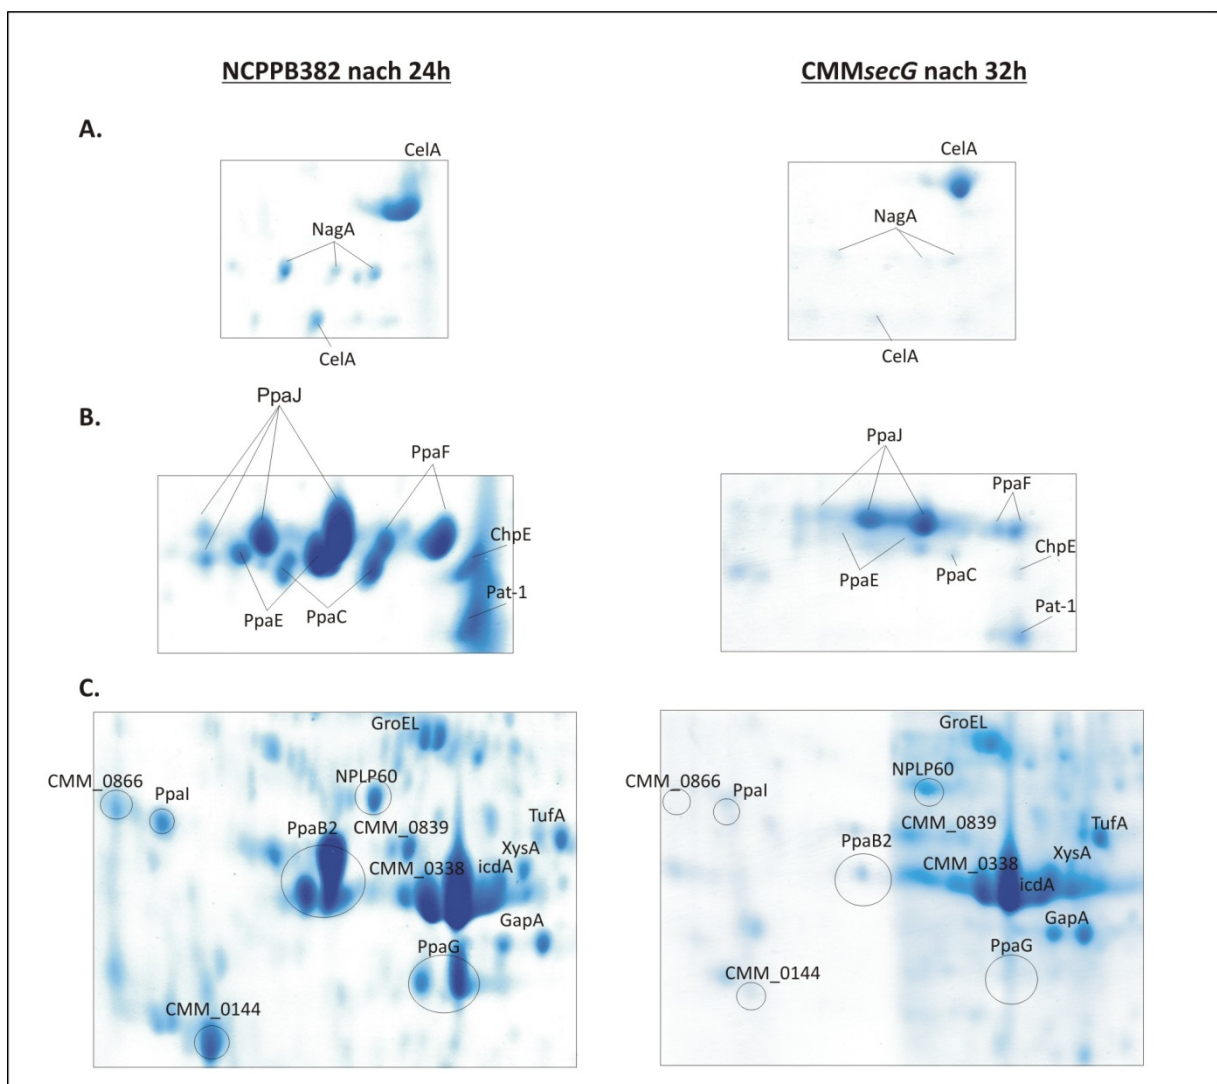 NCPPB382 nach 24h
CMMsecG nach 32h
A.
CelA
NagA
CelA
CelA
NagA
CelA
B.
PpaJ
PpaF
ChpE
Pat-1
PpaE
PpaC
PpaJ
PpaF
ChpE
PpaE
PpaC
Pat-1
C.
GroEL
CMM_0866
PpaI
NPLP60
PpaB2
CMM_0839
TufA
XysA
CMM_0338
icdA
GapA
PpaG
CMM_0144
GroEL
CMM_0866
PpaI
NPLP60
CMM_0839
TufA
PpaB2
XysA
CMM_0338
icdA
GapA
PpaG
CMM_0144